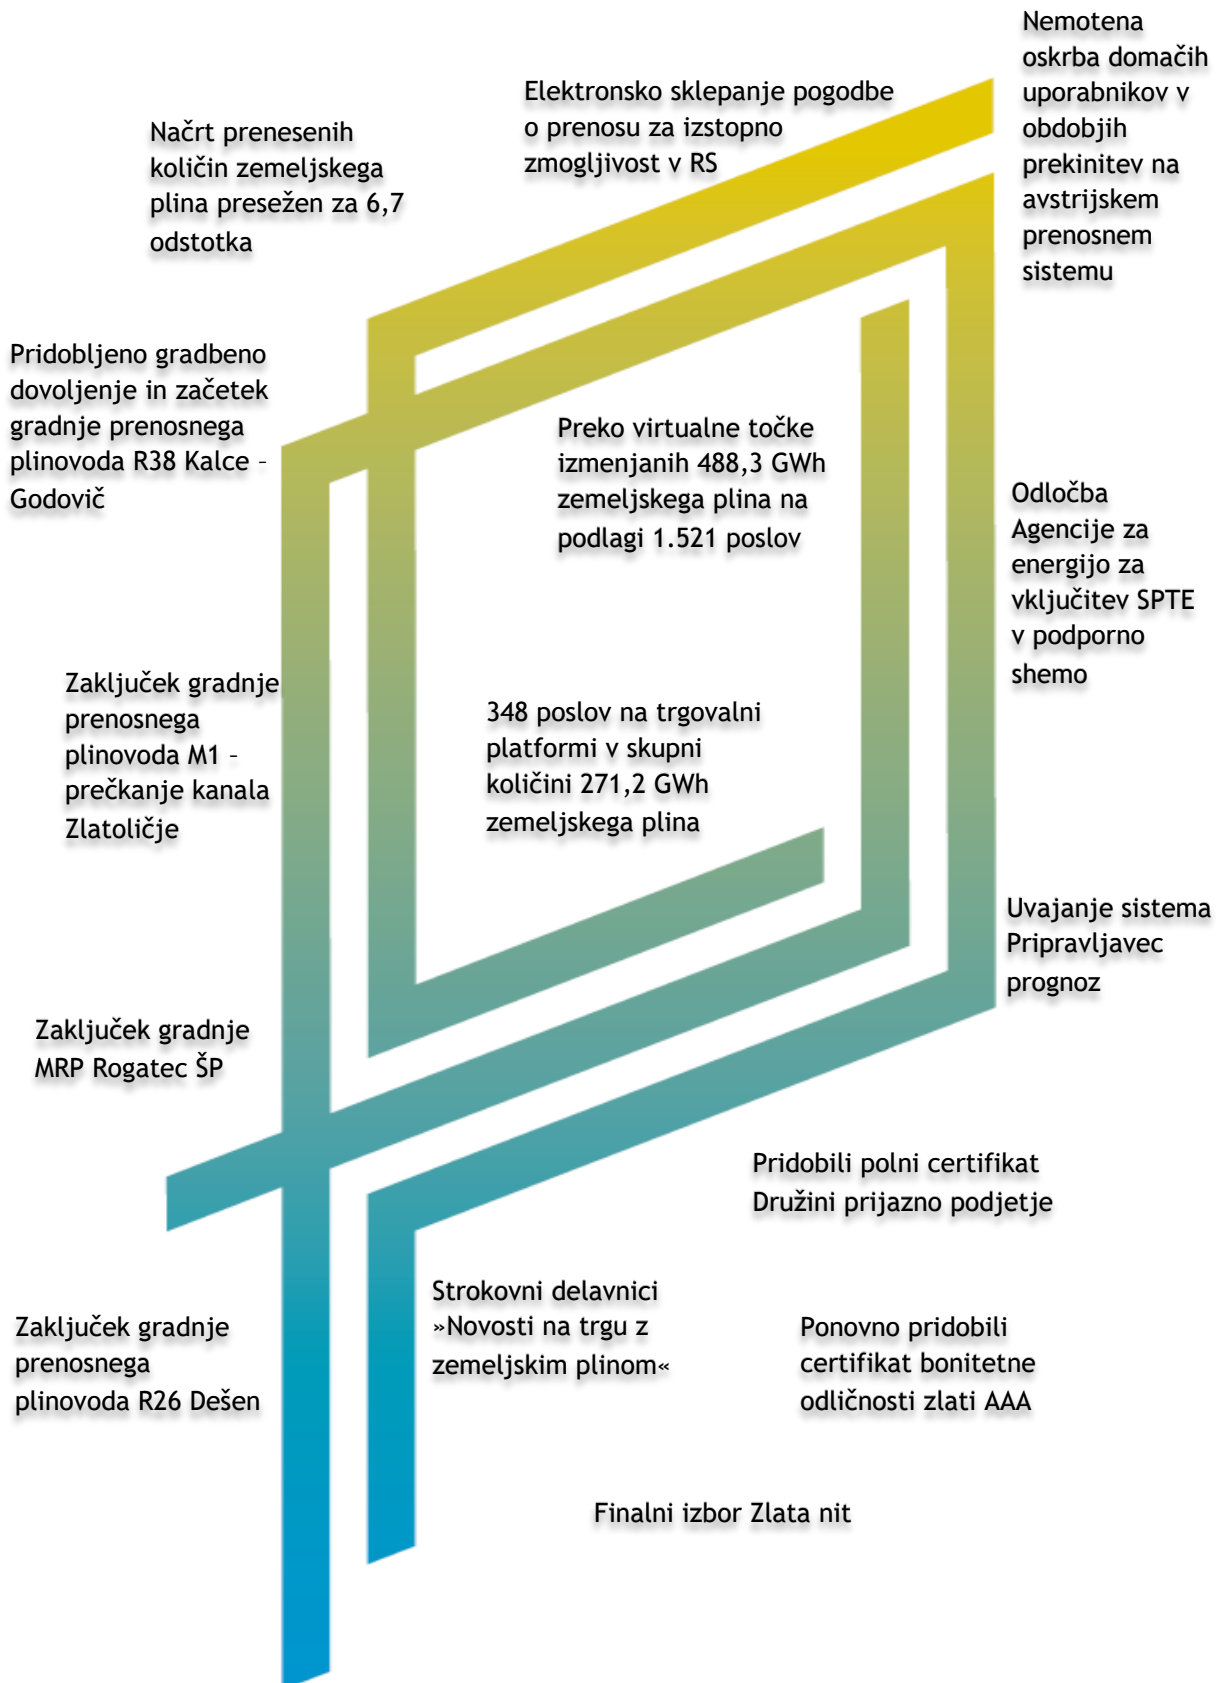 Nemotena
oskrba domačih
uporabnikov v
obdobjih
prekinitev na
avstrijskem
prenosnem
sistemu
Elektronsko sklepanje pogodbe
o prenosu za izstopno
zmogljivost v RS
Načrt prenesenih
količin zemeljskega
plina presežen za 6,7
odstotka
Pridobljeno gradbeno
dovoljenje in začetek
gradnje prenosnega
plinovoda R38 Kalce –
Godovič
Preko virtualne točke
izmenjanih 488,3 GWh
zemeljskega plina na
podlagi 1.521 poslov
Odločba
Agencije za
energijo za
vključitev SPTE
v podporno
shemo
Zaključek gradnje
prenosnega
plinovoda M1 –
prečkanje kanala
Zlatoličje
348 poslov na trgovalni
platformi v skupni
količini 271,2 GWh
zemeljskega plina
Uvajanje sistema
Pripravljavec
prognoz
Zaključek gradnje
MRP Rogatec ŠP
Pridobili polni certifikat
Družini prijazno podjetje
Strokovni delavnici
»Novosti na trgu z
zemeljskim plinom«
Zaključek gradnje
prenosnega
plinovoda R26 Dešen
Ponovno pridobili
certifikat bonitetne
odličnosti zlati AAA
Finalni izbor Zlata nit